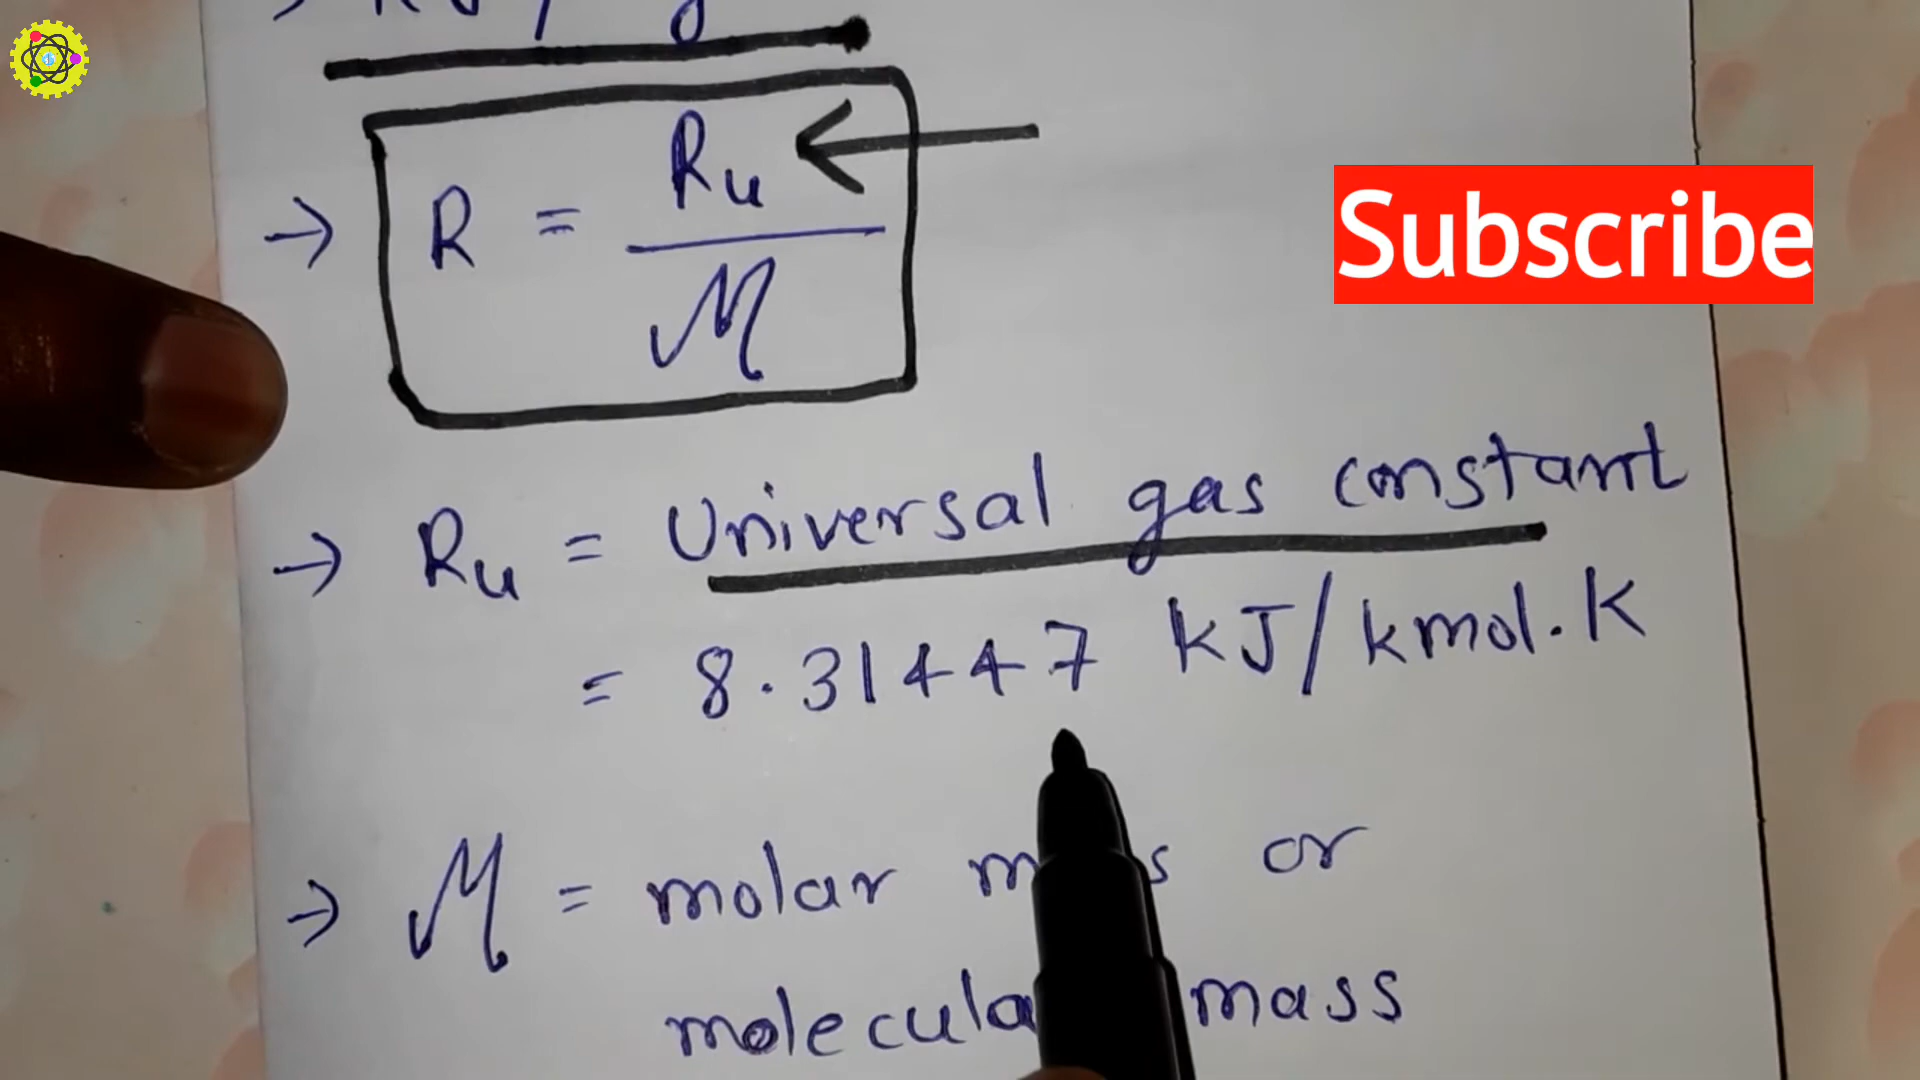 → R = Ru / M
Subscribe
→ Ru = Universal gas constant
= 8.31447 kJ/kmol.K
→ M = molar or
mass